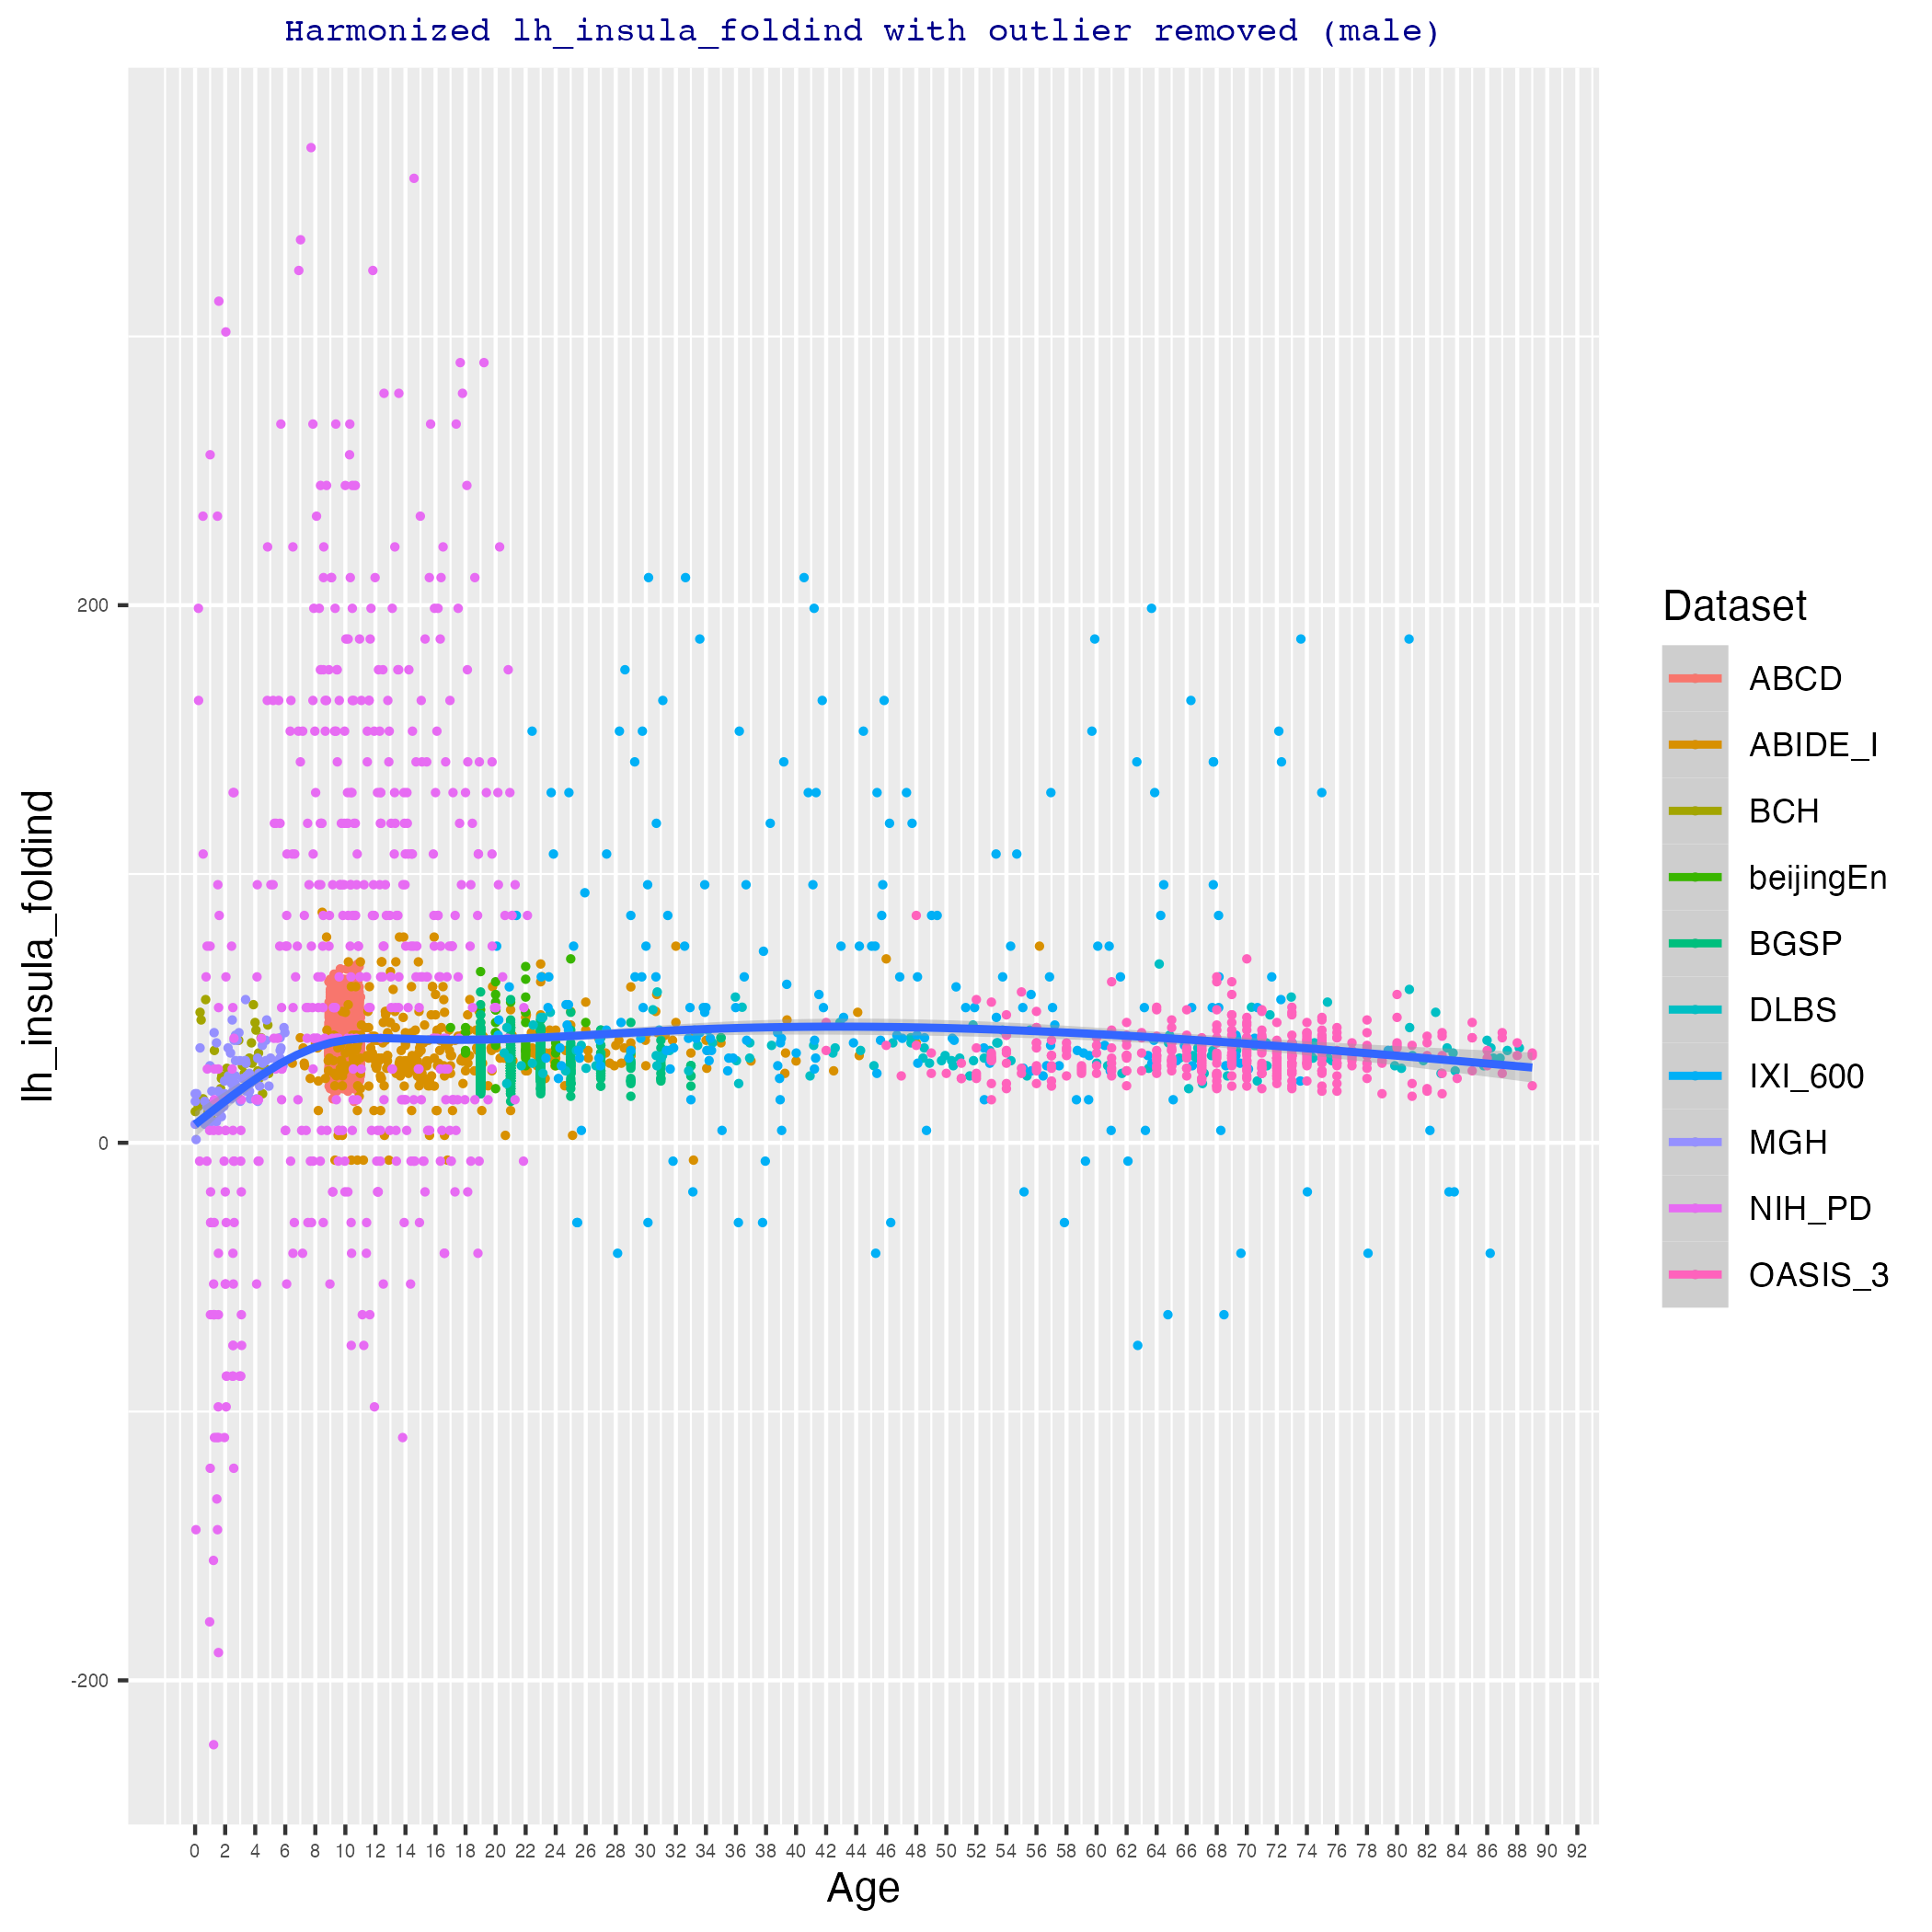 Harmonized lh_insula_foldind with outlier removed (male)
lh_insula_foldind
200
0
-200
0 2 4 6 8 10 12 14 16 18 20 22 24 26 28 30 32 34 36 38 40 42 44 46 48 50 52 54 56 58 60 62 64 66 68 70 72 74 76 78 80 82 84 86 88 90 92
Age
Dataset
ABCD
ABIDE_I
BCH
beijingEn
BGSP
DLBS
IXI_600
MGH
NIH_PD
OASIS_3